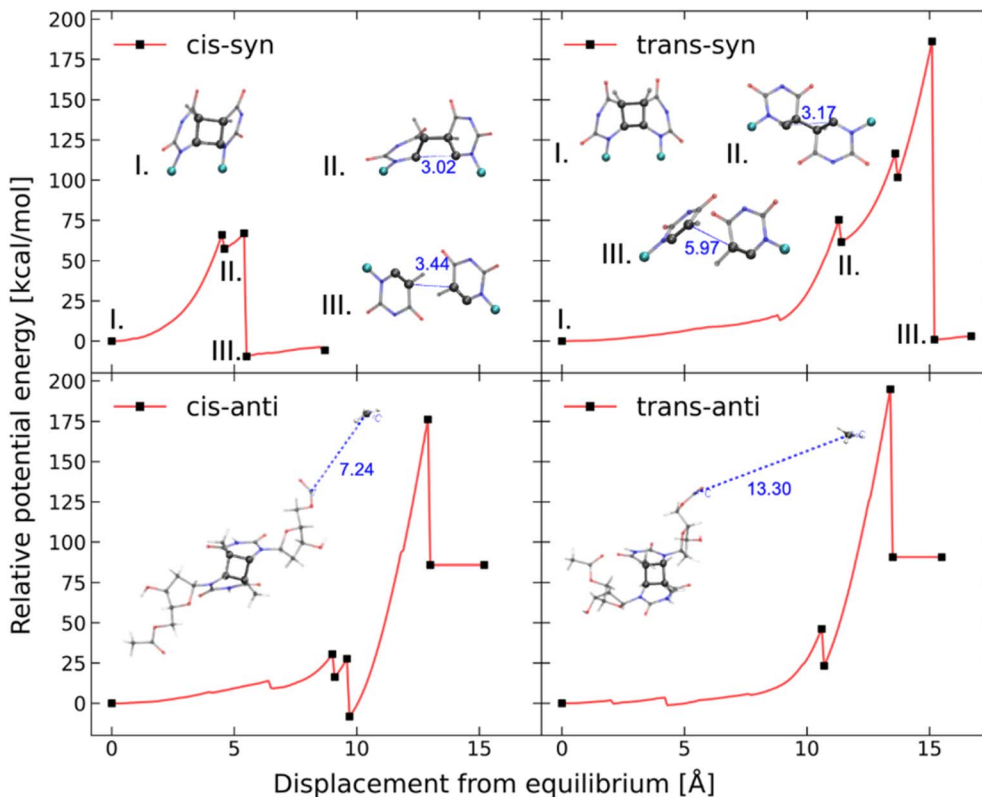 Relative potential energy [kcal/mol]
200
175
150
125
100
75
50
25
0
cis-syn
I.
II.
3.02
III.
3.44
I.
II.
III.
trans-syn
I.
II.
3.17
III.
5.97
I.
II.
III.
200
175
150
125
100
75
50
25
0
cis-anti
7.24
C
C
trans-anti
13.30
C
C
0
5
10
15
0
5
10
15
Displacement from equilibrium [Å]